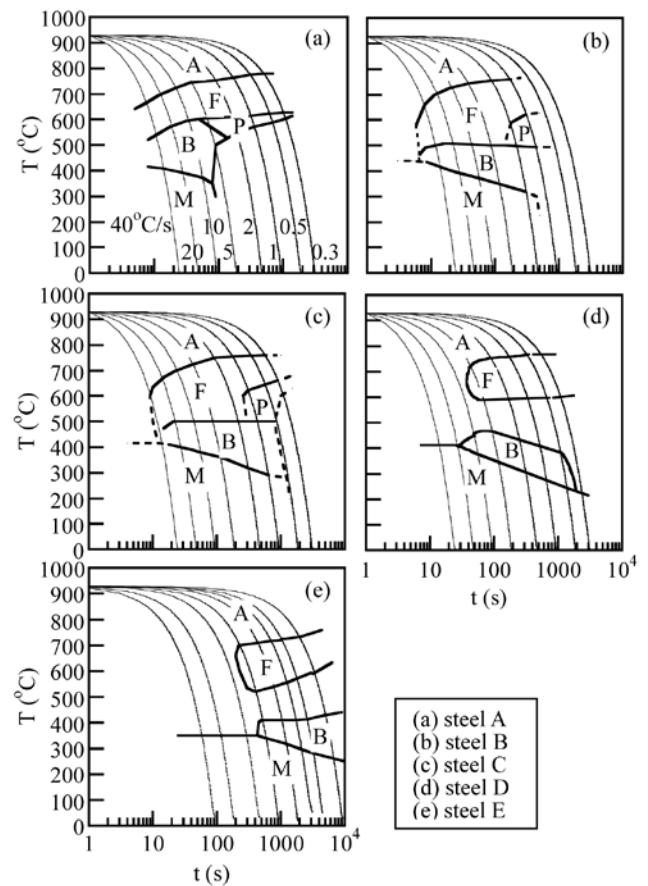 T (°C)
1000
900
800
700
600
500
400
300
200
100
0
(a)
A
F
P
B
M
40°C/s
10
2
0.5
20
5
1
0.3
(b)
A
F
P
B
M
T (°C)
1000
900
800
700
600
500
400
300
200
100
0
(c)
A
F
P
B
M
(d)
A
F
B
M
1
10
100
1000
10⁴
t (s)
T (°C)
1000
900
800
700
600
500
400
300
200
100
0
(e)
A
F
B
M
1
10
100
1000
10⁴
t (s)
(a) steel A
(b) steel B
(c) steel C
(d) steel D
(e) steel E